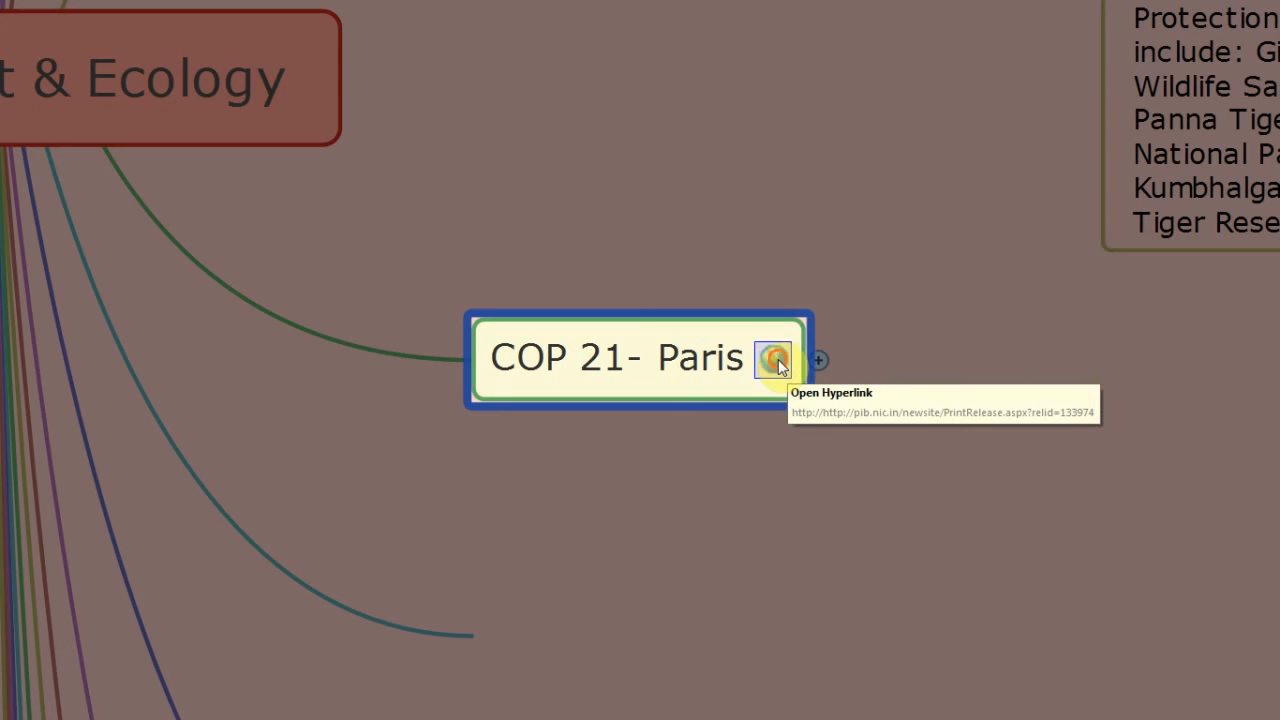 t & Ecology
Protection
include: Gi
Wildlife Sa
Panna Tige
National Pa
Kumbhalga
Tiger Rese
COP 21- Paris
Open Hyperlink
http://http://pib.nic.in/newsite/PrintRelease.aspx?relid=133974